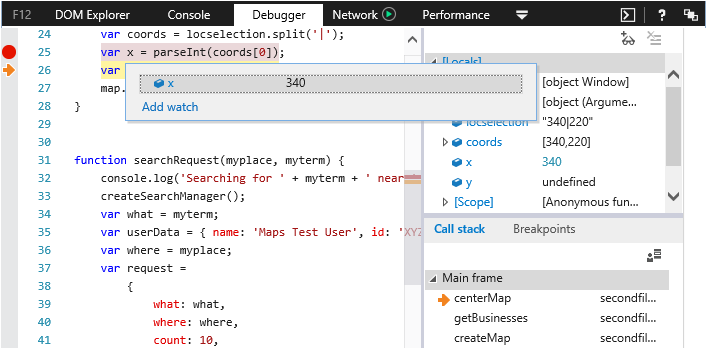 F12 DOM Explorer Console Debugger Network Performance
24 var coords = locselection.split('|');
25 var x = parseInt(coords[0]);
26 var
27 map.
28 }
29
30
31 function searchRequest(myplace, myterm) {
32 console.log('Searching for ' + myterm + ' near
33 createSearchManager();
34 var what = myterm;
35 var userData = { name: 'Maps Test User', id: 'XYZ
36 var where = myplace;
37 var request =
38 {
39 what: what,
40 where: where,
41 count: 10,
x 340
Add watch
[Locals]
[object Window]
[object (Argume...
locselection "340|220"
coords [340,220]
x 340
y undefined
[Scope] [Anonymous fun...
Call stack Breakpoints
Main frame
centerMap secondfil...
getBusinesses secondfil...
createMap secondfil...